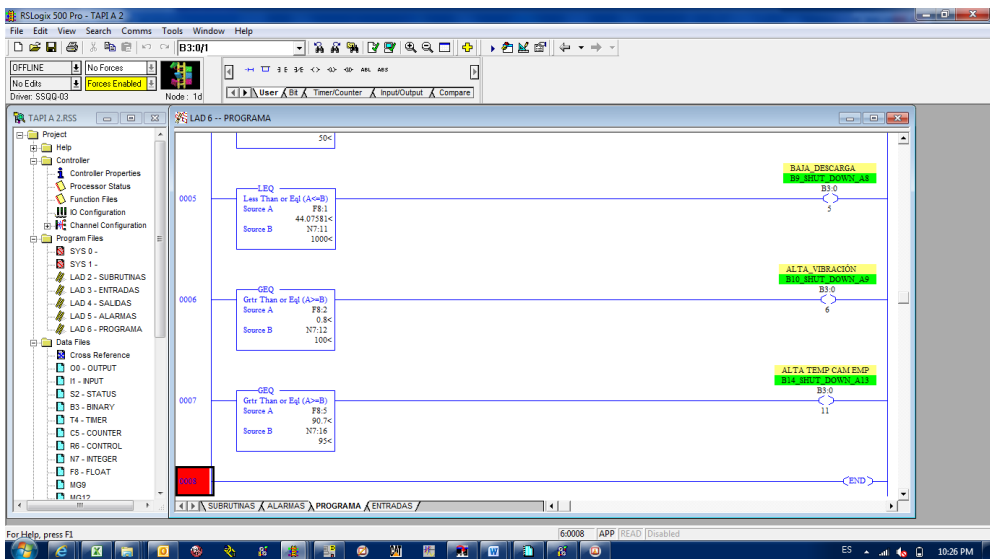 RSLogix 500 Pro - TAPI A 2
File Edit View Search Comms Tools Window Help
B3:0/1
OFFLINE No Forces
No Edits Forces Enabled
Driver: SSQQ-03 Node: 1d
ABL ABS
User Bit Timer/Counter Input/Output Compare
TAPI A 2.RSS
Project
Help
Controller
Controller Properties
Processor Status
Function Files
IO Configuration
Channel Configuration
Program Files
SYS 0 -
SYS 1 -
LAD 2 - SUBRUTINAS
LAD 3 - ENTRADAS
LAD 4 - SALIDAS
LAD 5 - ALARMAS
LAD 6 - PROGRAMA
Data Files
Cross Reference
O0 - OUTPUT
I1 - INPUT
S2 - STATUS
B3 - BINARY
T4 - TIMER
C5 - COUNTER
R6 - CONTROL
N7 - INTEGER
F8 - FLOAT
MG9
MG12
LAD 6 -- PROGRAMA
50<
0005
LEQ
Less Than or Eql (A<=B)
Source A F8:1
44.07581<
Source B N7:11
1000<
BAJA_DESCARGA
B9_SHUT_DOWN_A8
B3:0
5
0006
GEQ
Grtr Than or Eql (A>=B)
Source A F8:2
0.8<
Source B N7:12
100<
ALTA_VIBRACIÓN
B10_SHUT_DOWN_A9
B3:0
6
0007
GEQ
Grtr Than or Eql (A>=B)
Source A F8:5
90.7<
Source B N7:16
95<
ALTA TEMP CAM EMP
B14_SHUT_DOWN_A13
B3:0
11
0008
END
SUBRUTINAS ALARMAS PROGRAMA ENTRADAS
For Help, press F1
6:0008 APP READ Disabled
ES 10:26 PM